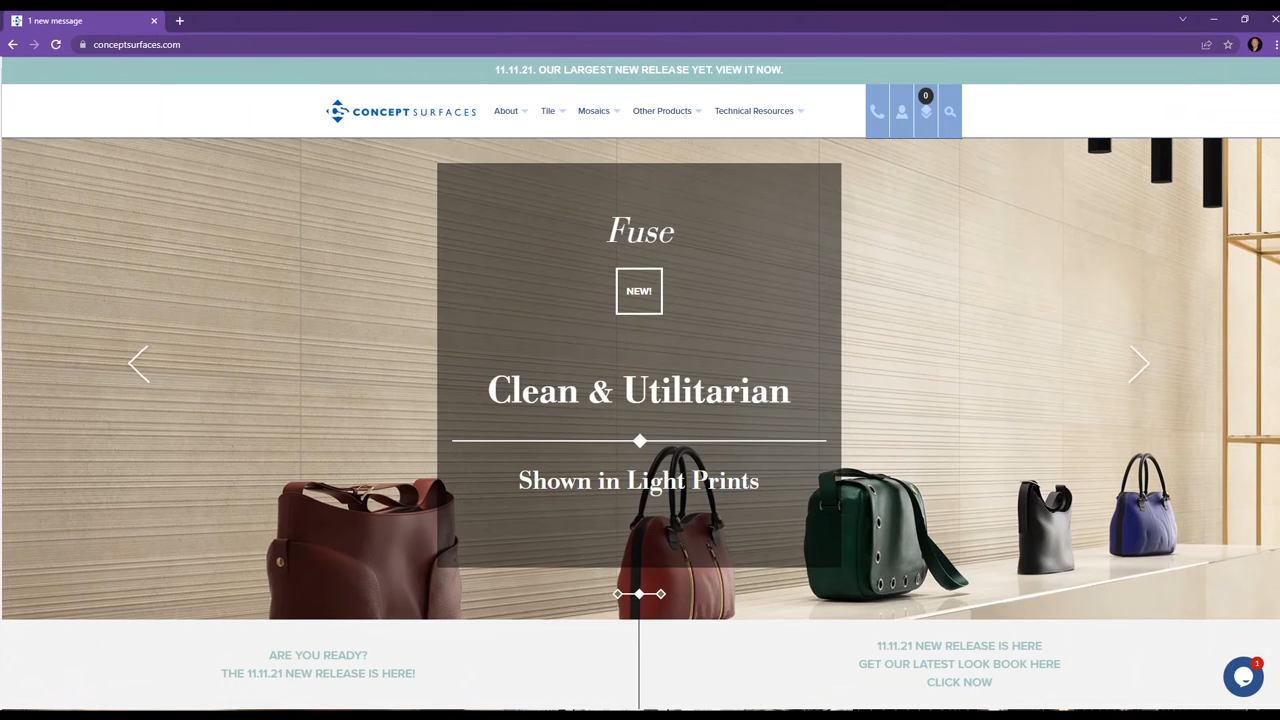 1 new message
conceptsurfaces.com
11.11.21. OUR LARGEST NEW RELEASE YET. VIEW IT NOW.
CONCEPT SURFACES
About
Tile
Mosaics
Other Products
Technical Resources
0
Fuse
NEW!
Clean & Utilitarian
Shown in Light Prints
ARE YOU READY?
THE 11.11.21 NEW RELEASE IS HERE!
11.11.21 NEW RELEASE IS HERE
GET OUR LATEST LOOK BOOK HERE
CLICK NOW
1